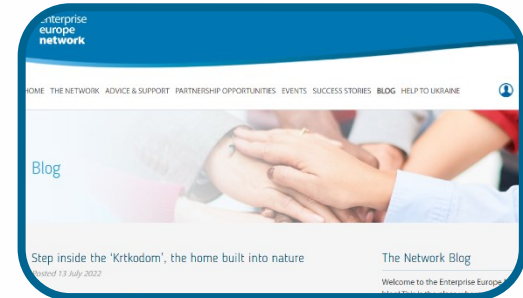 enterprise
europe
network
HOME THE NETWORK ADVICE & SUPPORT PARTNERSHIP OPPORTUNITIES EVENTS SUCCESS STORIES BLOG HELP TO UKRAINE
Blog
Step inside the 'Krtkodom', the home built into nature
Posted 13 July 2022
The Network Blog
Welcome to the Enterprise Europe